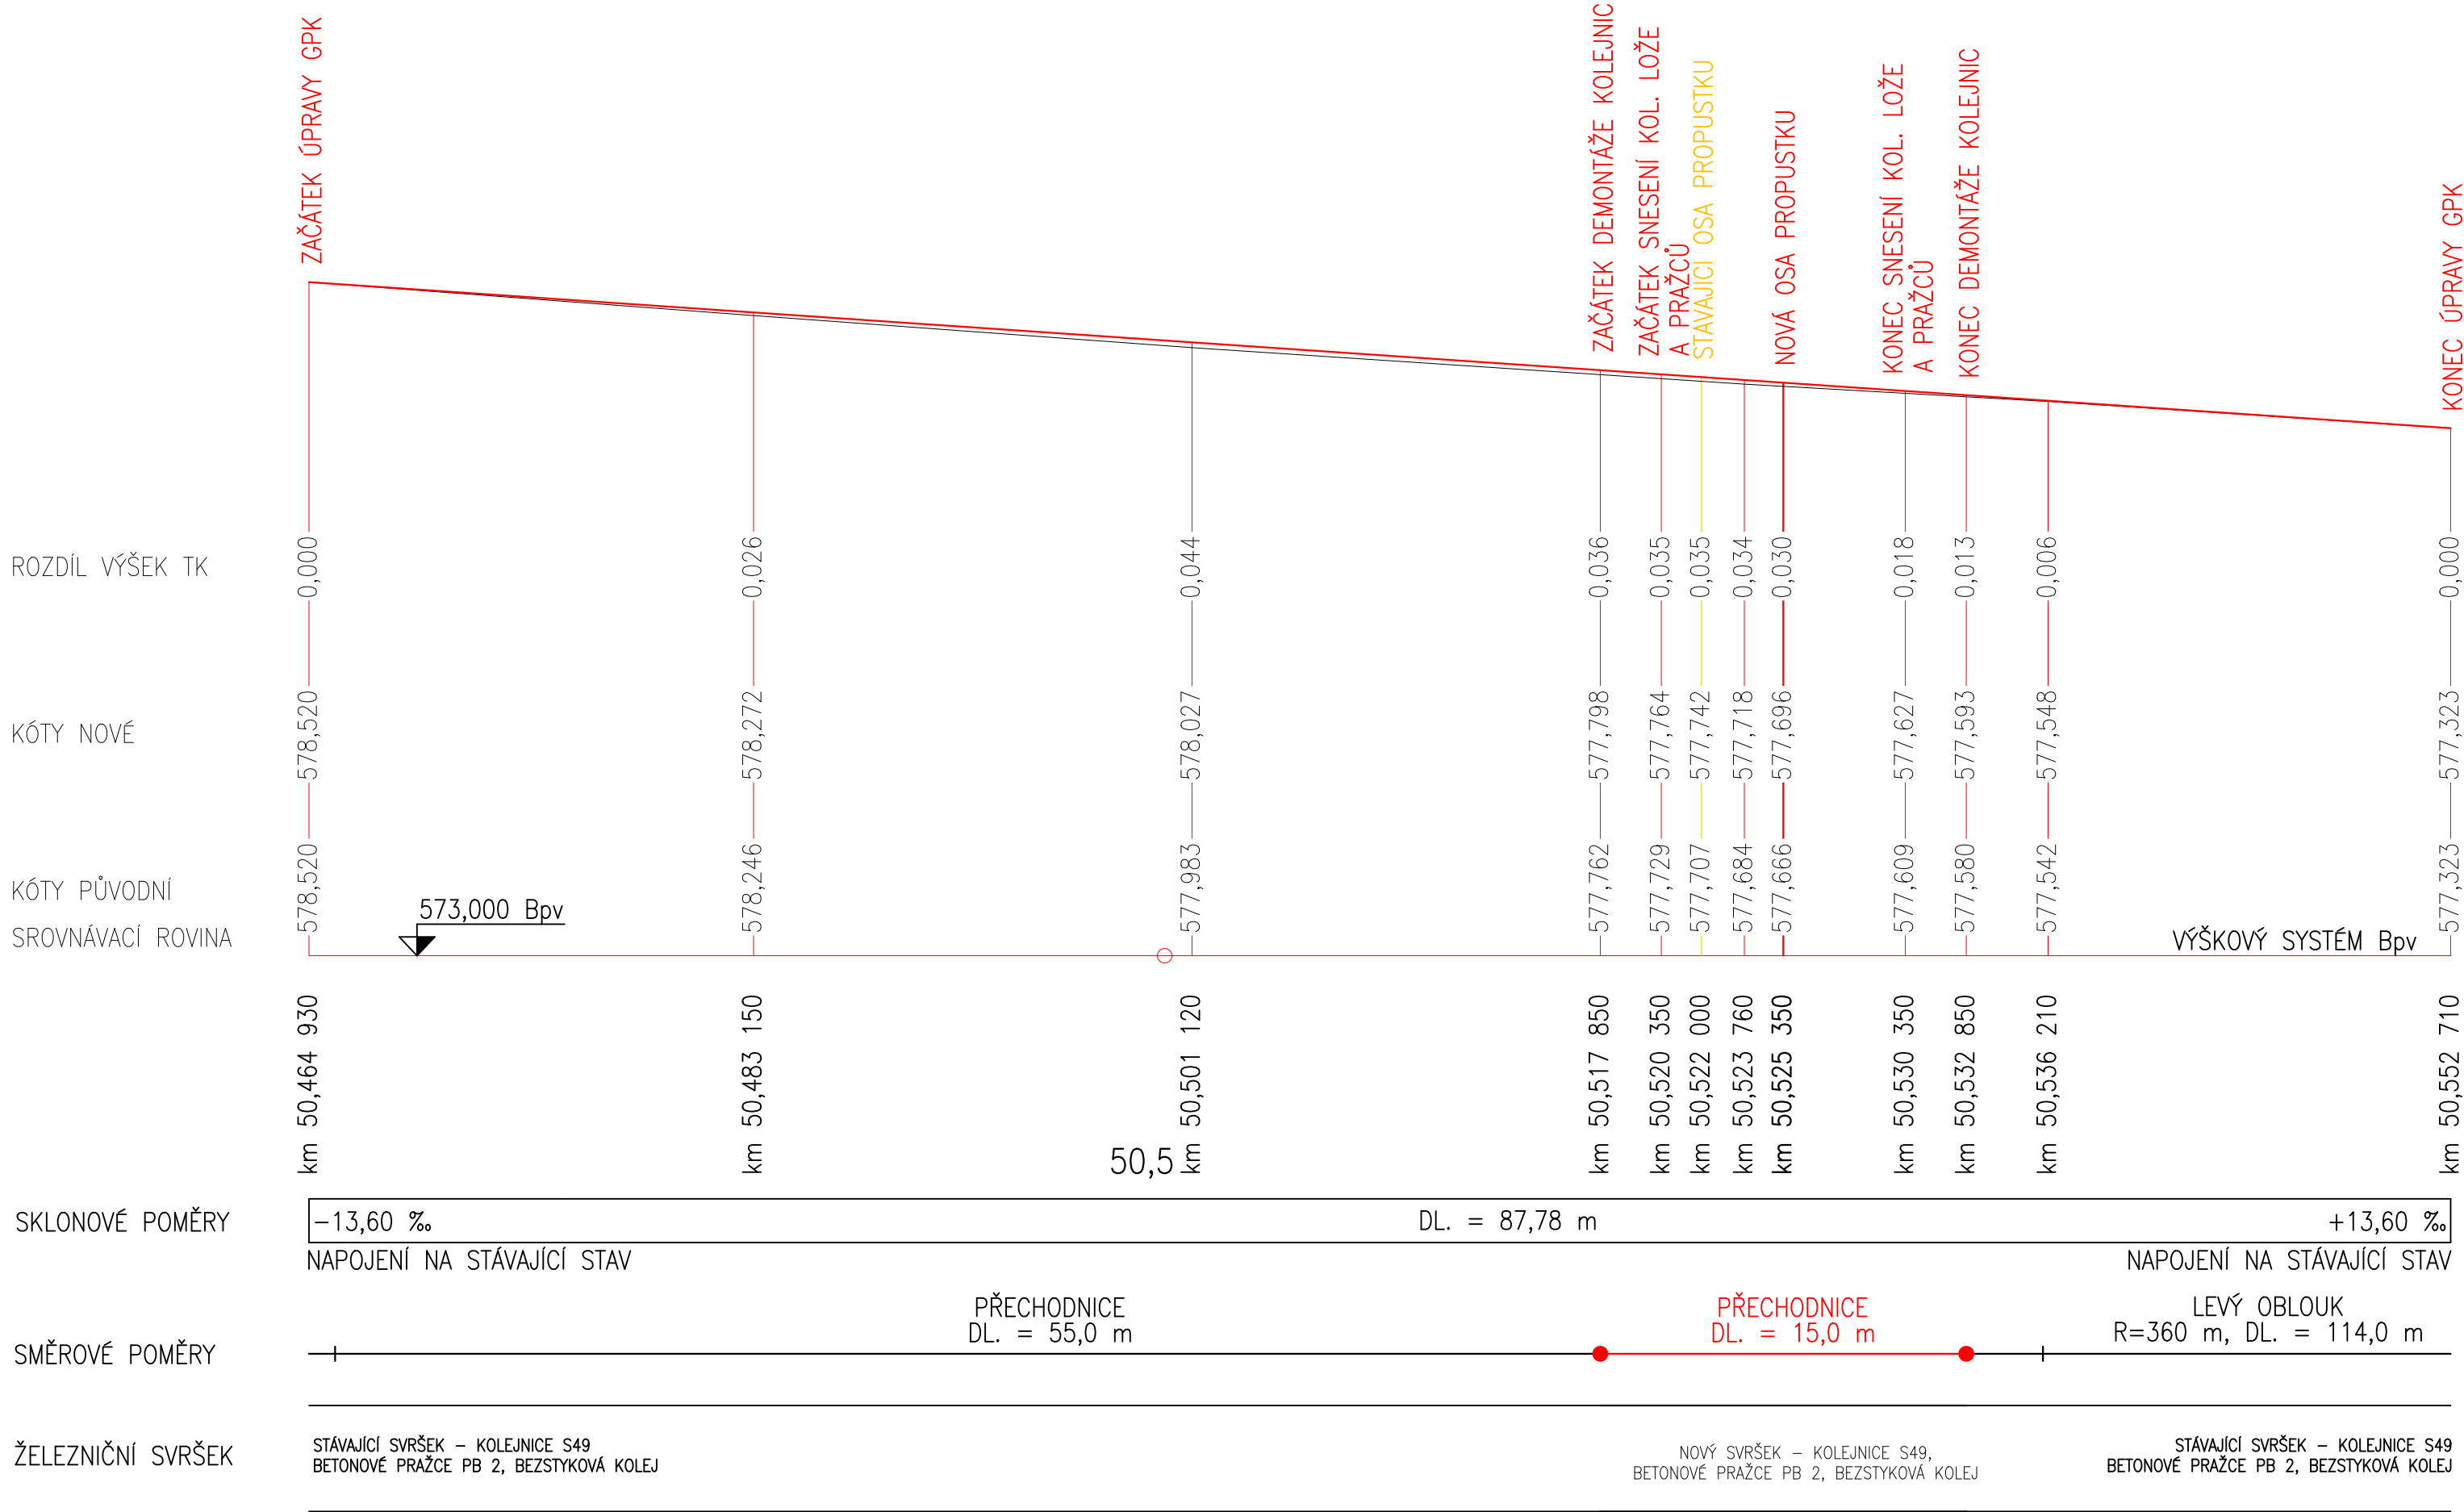 ZAČÁTEK ÚPRAVY GPK
ZAČÁTEK DEMONTÁŽE KOLEJNIC
ZAČÁTEK SNESENÍ KOL. LOŽE
A PRAŽCŮ
STAVAJICI OSA PROPUSTKU
NOVÁ OSA PROPUSTKU
KONEC SNESENÍ KOL. LOŽE
A PRAŽCŮ
KONEC DEMONTÁŽE KOLEJNIC
KONEC ÚPRAVY GPK
ROZDÍL VÝŠEK TK
0,000
0,026
0,044
0,036
0,035
0,035
0,034
0,030
0,018
0,013
0,006
0,000
KÓTY NOVÉ
578,520
578,272
578,027
577,798
577,764
577,742
577,718
577,696
577,627
577,593
577,548
577,323
KÓTY PŮVODNÍ
578,520
578,246
577,983
577,762
577,729
577,707
577,684
577,666
577,609
577,580
577,542
577,323
573,000 Bpv
SROVNÁVACÍ ROVINA
VÝŠKOVÝ SYSTÉM Bpv
km 50,464 930
km 50,483 150
50,5
km 50,501 120
km 50,517 850
km 50,520 350
km 50,522 000
km 50,523 760
km 50,525 350
km 50,530 350
km 50,532 850
km 50,536 210
km 50,552 710
SKLONOVÉ POMĚRY
–13,60 ‰
DL. = 87,78 m
+13,60 ‰
NAPOJENÍ NA STÁVAJÍCÍ STAV
NAPOJENÍ NA STÁVAJÍCÍ STAV
SMĚROVÉ POMĚRY
PŘECHODNICE
DL. = 55,0 m
PŘECHODNICE
DL. = 15,0 m
LEVÝ OBLOUK
R=360 m, DL. = 114,0 m
ŽELEZNIČNÍ SVRŠEK
STÁVAJÍCÍ SVRŠEK – KOLEJNICE S49
BETONOVÉ PRAŽCE PB 2, BEZSTYKOVÁ KOLEJ
NOVÝ SVRŠEK – KOLEJNICE S49,
BETONOVÉ PRAŽCE PB 2, BEZSTYKOVÁ KOLEJ
STÁVAJÍCÍ SVRŠEK – KOLEJNICE S49
BETONOVÉ PRAŽCE PB 2, BEZSTYKOVÁ KOLEJ